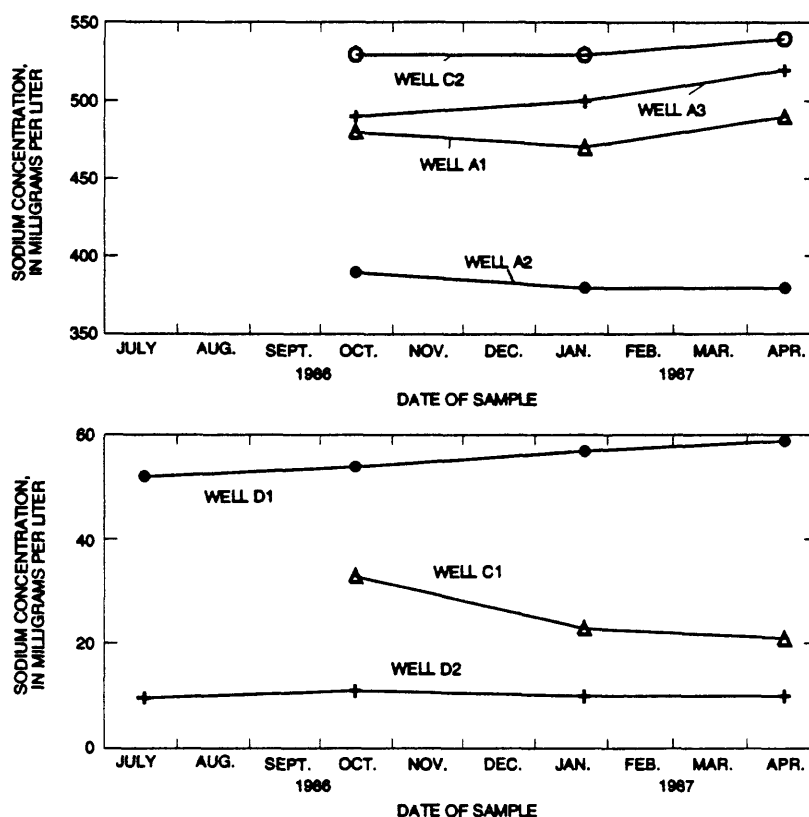 SODIUM CONCENTRATION,
IN MILLIGRAMS PER LITER
550
500
450
400
350
WELL C2
WELL A3
WELL A1
WELL A2
JULY AUG. SEPT. OCT. NOV. DEC. JAN. FEB. MAR. APR.
1986 1987
DATE OF SAMPLE
SODIUM CONCENTRATION,
IN MILLIGRAMS PER LITER
60
40
20
0
WELL D1
WELL C1
WELL D2
JULY AUG. SEPT. OCT. NOV. DEC. JAN. FEB. MAR. APR.
1986 1987
DATE OF SAMPLE